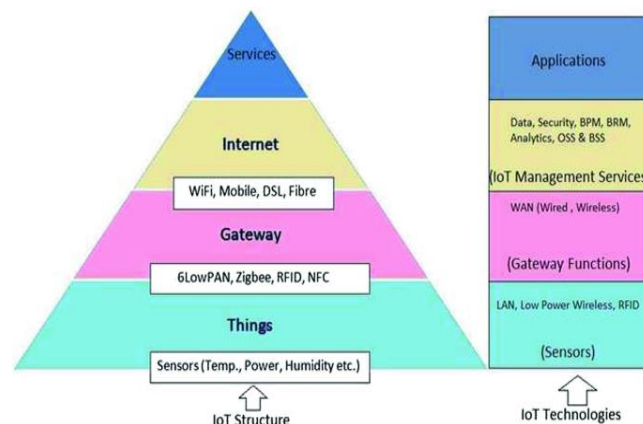 Services
Internet
WiFi, Mobile, DSL, Fibre
Gateway
6LowPAN, Zigbee, RFID, NFC
Things
Sensors (Temp., Power, Humidity etc.)
IoT Structure
Applications
Data, Security, BPM, BRM,
Analytics, OSS & BSS
(IoT Management Services
WAN (Wired , Wireless)
(Gateway Functions)
LAN, Low Power Wireless, RFID
(Sensors)
IoT Technologies